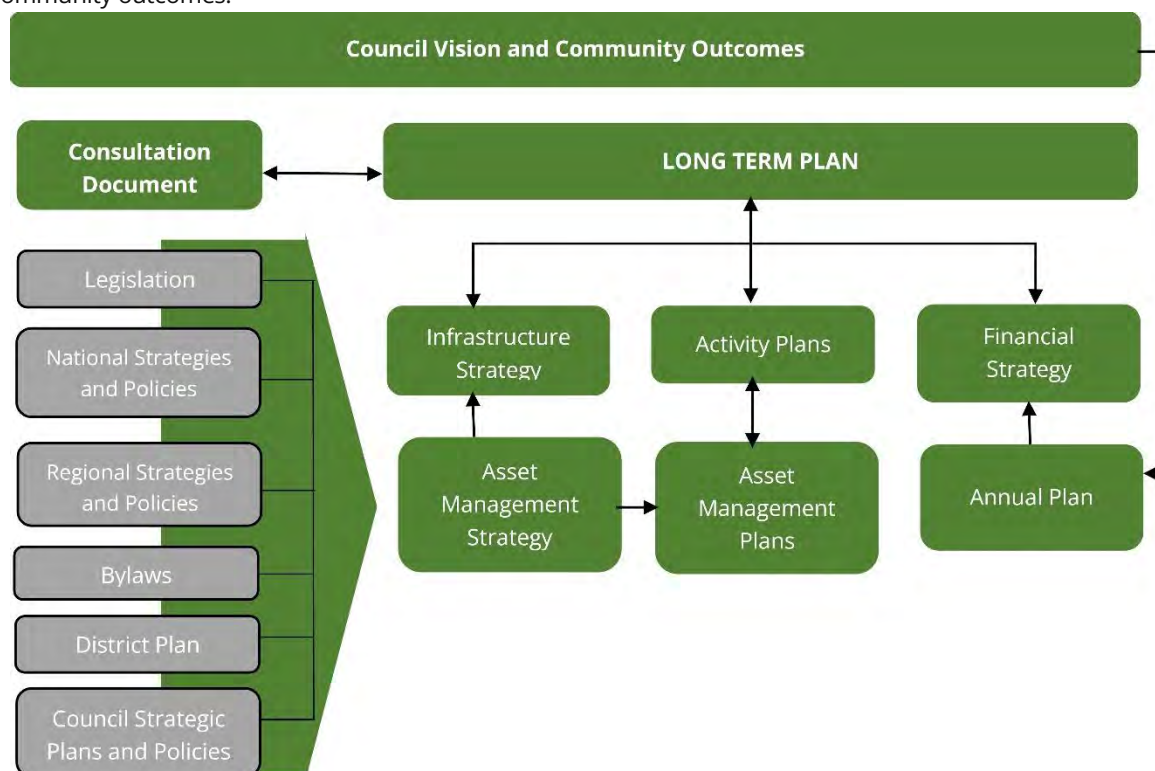 ommunity outcomes.
Council Vision and Community Outcomes
Consultation
Document
LONG TERM PLAN
Legislation
National Strategies
and Policies
Regional Strategies
and Policies
Bylaws
District Plan
Council Strategic
Plans and Policies
Infrastructure
Strategy
Activity Plans
Financial
Strategy
Asset
Management
Strategy
Asset
Management
Plans
Annual Plan